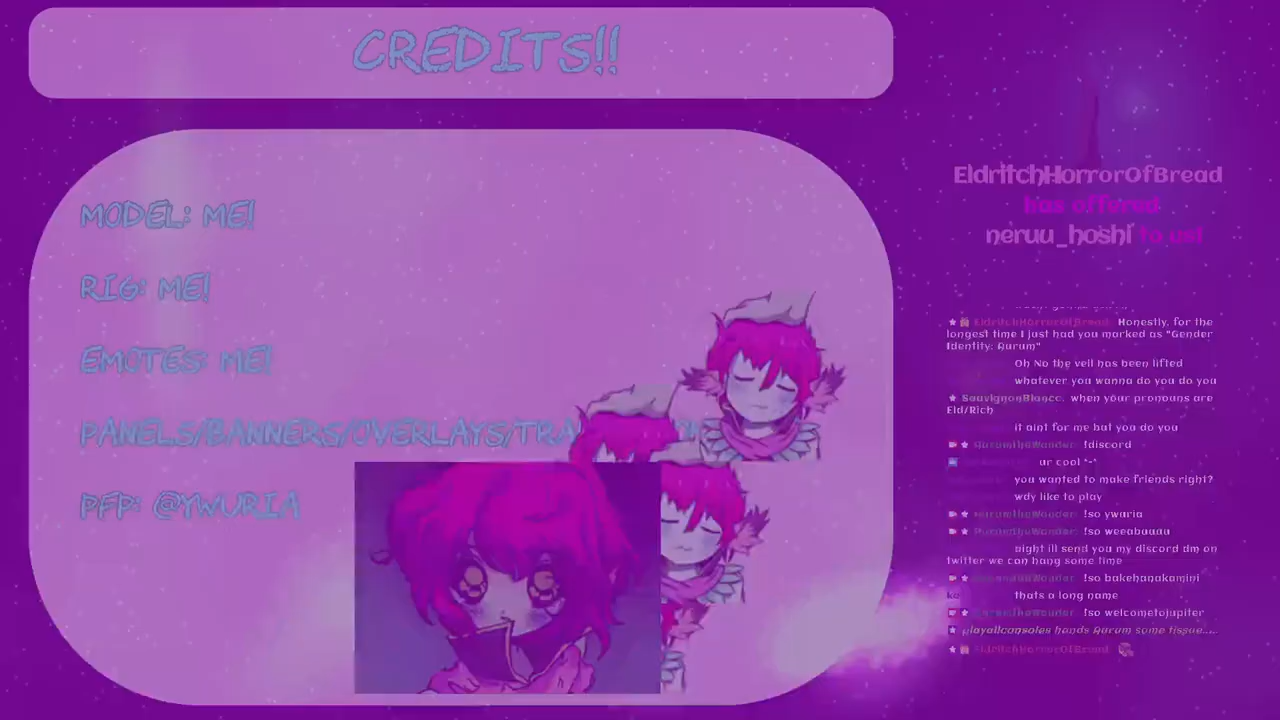 CREDITS!!
MODEL: ME!
RIG: ME!
EMOTES: ME!
PANELS/BANNERS/OVERLAYS/TRA
PFP: @YWURIA
EldritchHorrorOfBread
has offered
neruu_hoshi to us!
EldritchHorrorOfBread: Honestly, for the
longest time I just had you marked as "Gender
Identity: Aurum"
Oh No the veil has been lifted
whatever you wanna do you do you
SauvignonBlancc: when your pronouns are
Eld/Rich
it aint for me but you do you
AurumTheWonder: !discord
ur cool ^-^
you wanted to make friends right?
wdy like to play
AurumTheWonder: !so ywuria
AurumTheWonder: !so weeabuuuu
aight ill send you my discord dm on
twitter we can hang some time
AurumTheWonder: !so bakehanakamini
thats a long name
AurumTheWonder: !so welcometojupiter
playallconsoles hands Aurum some tissue....
EldritchHorrorOfBread: